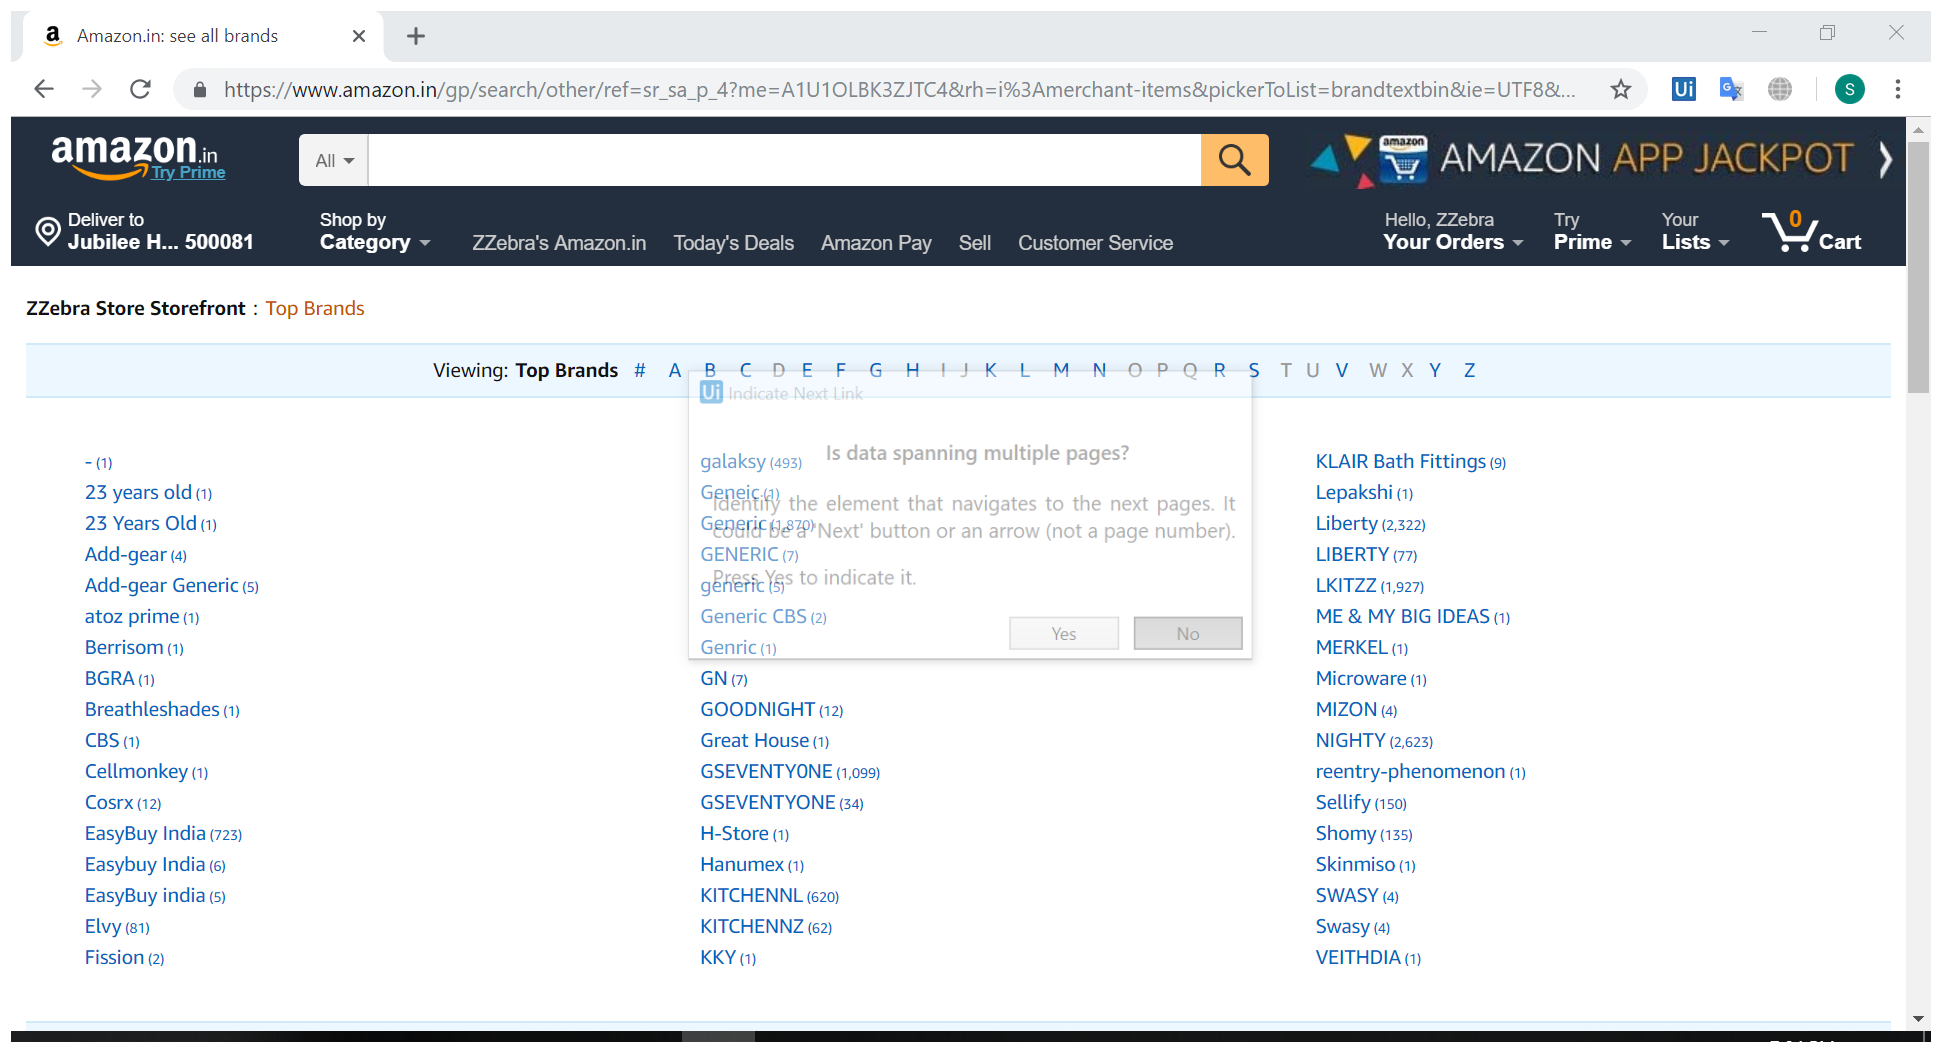 Amazon.in: see all brands
https://www.amazon.in/gp/search/other/ref=sr_sa_p_4?me=A1U1OLBK3ZJTC4&rh=i%3Amerchant-items&pickerToList=brandtextbin&ie=UTF8&...
Ui
S
amazon.in
Try Prime
All
amazon
AMAZON APP JACKPOT
Deliver to
Jubilee H... 500081
Shop by
Category
ZZebra's Amazon.in Today's Deals Amazon Pay Sell Customer Service
Hello, ZZebra
Your Orders
Try
Prime
Your
Lists
0
Cart
ZZebra Store Storefront : Top Brands
Viewing: Top Brands # A B C D E F G H I J K L M N O P Q R S T U V W X Y Z
- (1)
23 years old (1)
23 Years Old (1)
Add-gear (4)
Add-gear Generic (5)
atoz prime (1)
Berrisom (1)
BGRA (1)
Breathleshades (1)
CBS (1)
Cellmonkey (1)
Cosrx (12)
EasyBuy India (723)
Easybuy India (6)
EasyBuy india (5)
Elvy (81)
Fission (2)
Ui Indicate Next Link
Is data spanning multiple pages?
Identify the element that navigates to the next pages. It
could be a 'Next' button or an arrow (not a page number).
Press Yes to indicate it.
Yes
No
galaksy (493)
Geneic (1)
Generic (1,870)
GENERIC (7)
generic (5)
Generic CBS (2)
Genric (1)
GN (7)
GOODNIGHT (12)
Great House (1)
GSEVENTY0NE (1,099)
GSEVENTYONE (34)
H-Store (1)
Hanumex (1)
KITCHENNL (620)
KITCHENNZ (62)
KKY (1)
KLAIR Bath Fittings (9)
Lepakshi (1)
Liberty (2,322)
LIBERTY (77)
LKITZZ (1,927)
ME & MY BIG IDEAS (1)
MERKEL (1)
Microware (1)
MIZON (4)
NIGHTY (2,623)
reentry-phenomenon (1)
Sellify (150)
Shomy (135)
Skinmiso (1)
SWASY (4)
Swasy (4)
VEITHDIA (1)